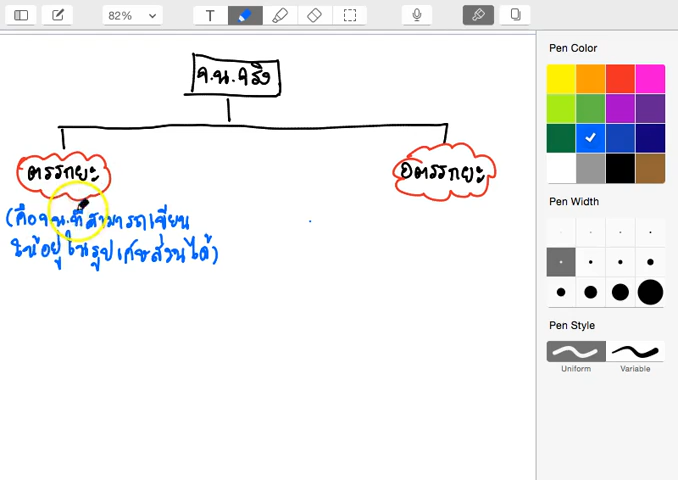 82%
T
Pen Color
จ.น.จริง
ตรรกยะ
อตรรกยะ
(คือจ.น.ที่สามารถเขียน
ให้อยู่ในรูปเศษส่วนได้)
Pen Width
Pen Style
Uniform Variable